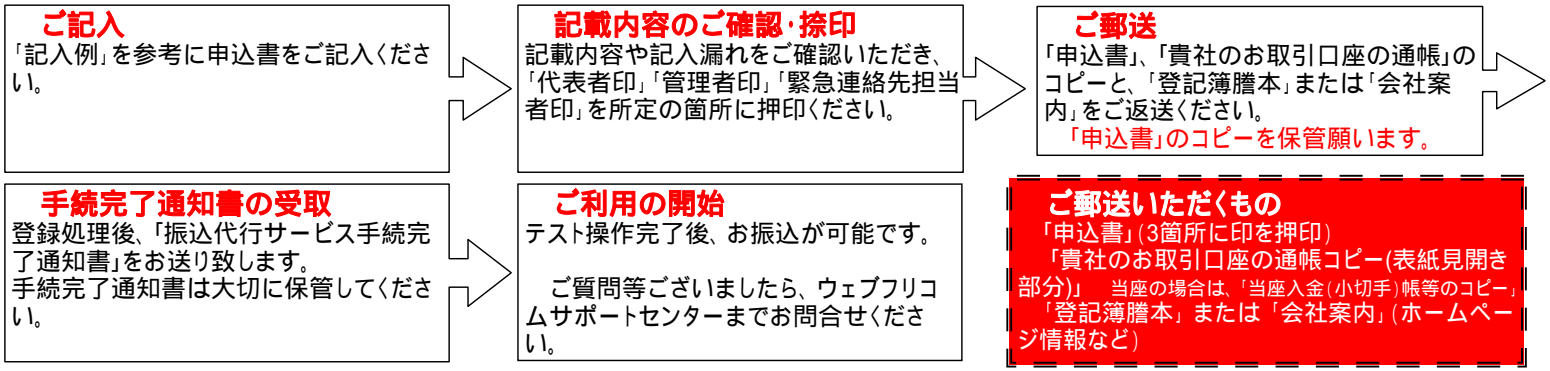 ご記入
「記入例」を参考に申込書をご記入くださ
い。
記載内容のご確認・捺印
記載内容や記入漏れをご確認いただき、
「代表者印」「管理者印」「緊急連絡先担当
者印」を所定の箇所に押印ください。
ご郵送
「申込書」、「貴社のお取引口座の通帳」の
コピーと、「登記簿謄本」または「会社案
内」をご返送ください。
「申込書」のコピーを保管願います。
手続完了通知書の受取
登録処理後、「振込代行サービス手続完
了通知書」をお送り致します。
手続完了通知書は大切に保管してくださ
い。
ご利用の開始
テスト操作完了後、お振込が可能です。
ご質問等ございましたら、ウェブフリコ
ムサポートセンターまでお問合せくださ
い。
ご郵送いただくもの
「申込書」(3箇所に印を押印)
「貴社のお取引口座の通帳コピー(表紙見開き
部分)」 当座の場合は、「当座入金(小切手)帳等のコピー」
「登記簿謄本」または「会社案内」(ホームペー
ジ情報など)